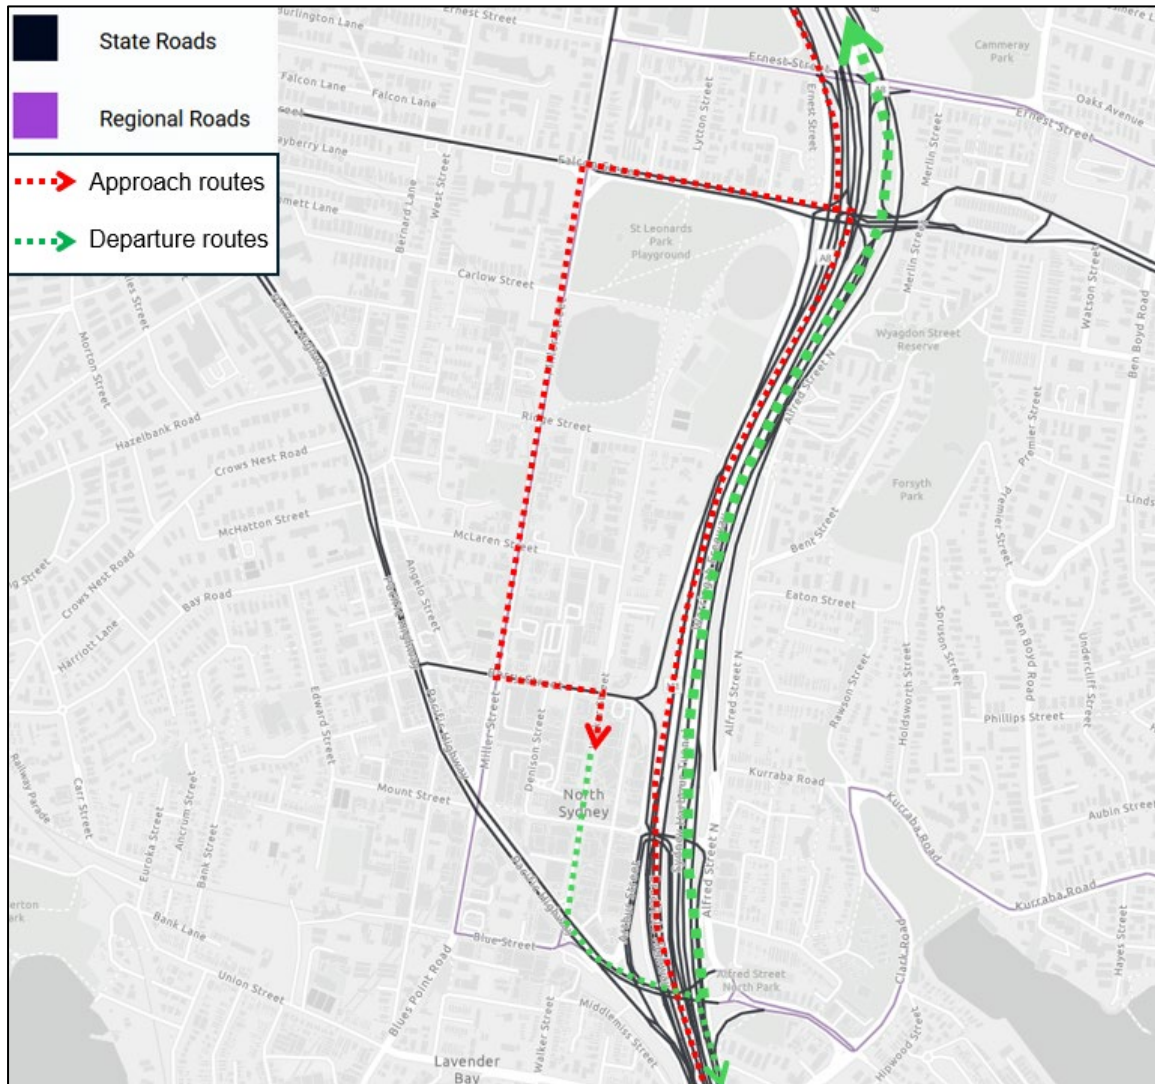 State Roads
Regional Roads
Approach routes
Departure routes
Burlington Lane
Ernest Street
Falcon Lane
Falcon Lane
Bernard Lane
West Street
Lytton Street
Ernest Street
Ernest Street
Cammeray
Park
Oaks Avenue
Ernest Street
Merlin Street
St Leonards
Park
Playground
Merlin Street
Watson Street
Ben Boyd Road
Carlow Street
Wyagdon Street
Reserve
Alfred Street N
Morton Street
Hazelbank Road
Crows Nest Road
Ridge Street
Premier Street
Forsyth
Park
Premier Street
McHatton Street
McLaren Street
Bent Street
Crows Nest Road
Bay Road
Angelo Street
Eaton Street
Harriott Lane
Pacific Highway
Spruson Street
Holdsworth Street
Ben Boyd Road
Undercliff Street
Rawson Street
Alfred Street N
Edward Street
Pacific Highway
Miller Street
Denison Street
Phillips Street
Railway Parade
Carr Street
Mount Street
North
Sydney
Kurraba Road
Kurraba Road
Aubin Street
Euroka Street
Ancrum Street
Bank Street
Pacific Highway
Alfred Street N
Kurraba Road
Bank Lane
Blue Street
Clark Road
Hayes Street
Union Street
Blues Point Road
Walker Street
Middlemiss Street
Alfred Street
North Park
Hipwood Street
Lavender
Bay